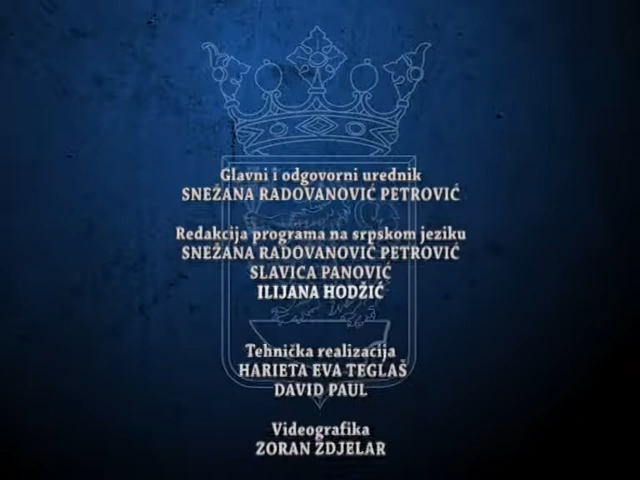 Glavni i odgovorni urednik
SNEŽANA RADOVANOVIĆ PETROVIĆ
Redakcija programa na srpskom jeziku
SNEŽANA RADOVANOVIĆ PETROVIĆ
SLAVICA PANOVIĆ
ILIJANA HODŽIĆ
Tehnička realizacija
HARIETA EVA TEGLAŠ
DAVID PAUL
Videografika
ZORAN ZDJELAR